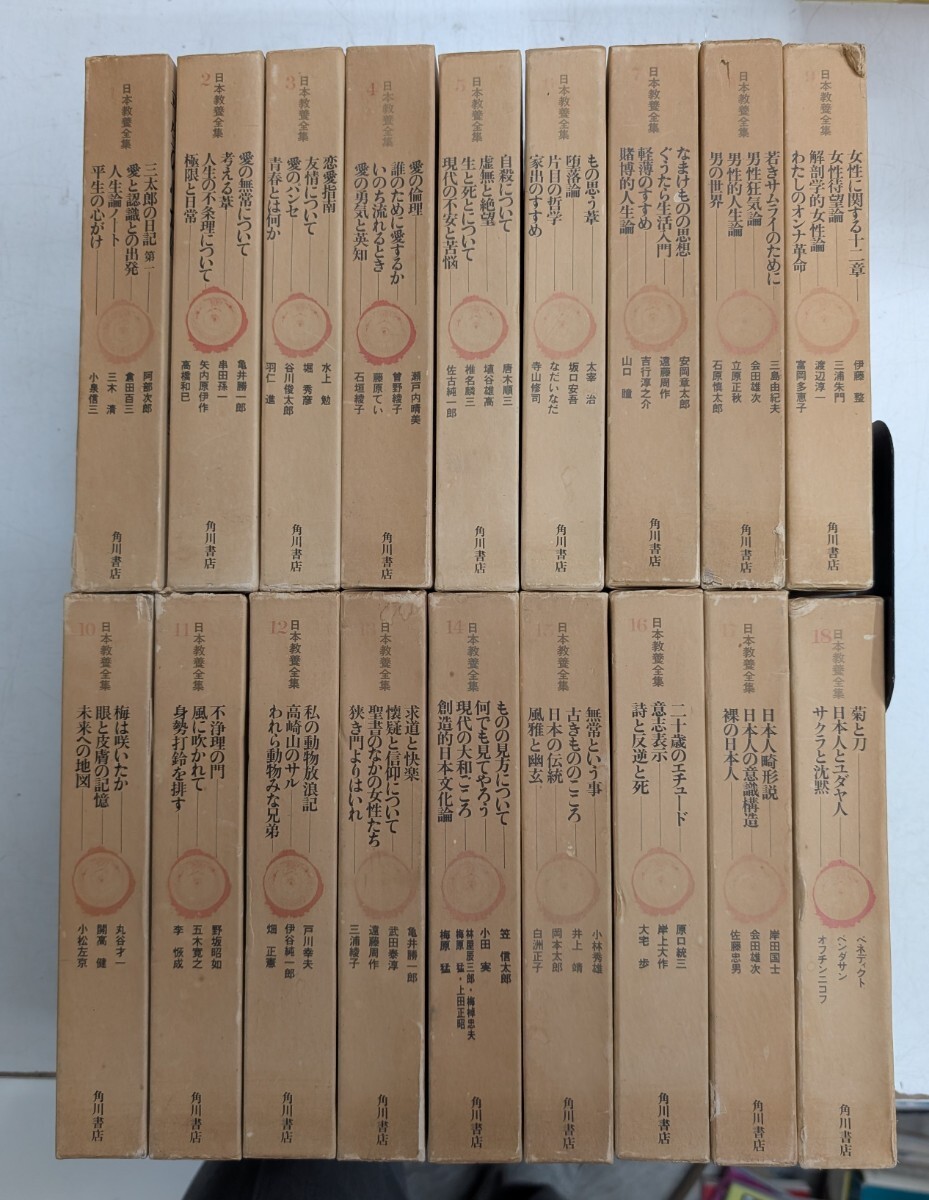 日本教養全集
三太郎の日記 第一
愛と認識との出発
人生論ノート
平生の心がけ
阿部次郎
倉田百三
三木 清
小泉信三
角川書店
2
日本教養全集
愛の無常について
考える葦
人生の不条理について
極限と日常
亀井勝一郎
串田孫一
矢内原伊作
高橋和巳
角川書店
3
日本教養全集
恋愛指南
友情について
愛のパンセ
青春とは何か
水上 勉
堀 秀彦
谷川俊太郎
羽仁 進
角川書店
4
日本教養全集
愛の倫理
誰のために愛するか
いのち流れるとき
愛の勇気と英知
瀬戸内晴美
曽野綾子
藤原てい
石垣綾子
角川書店
5
日本教養全集
自殺について
虚無と絶望
生と死とについて
現代の不安と苦悩
唐木順三
埴谷雄高
椎名麟三
佐古純一郎
角川書店
日本教養全集
もの思う葦
堕落論
片目の哲学
家出のすすめ
太宰 治
坂口安吾
なだいなだ
寺山修司
角川書店
7
日本教養全集
なまけものの思想
ぐうたら生活入門
軽薄のすすめ
賭博的人生論
安岡章太郎
遠藤周作
吉行淳之介
山口 瞳
角川書店
日本教養全集
若きサムライのために
男性狂気論
男性的人生論
男の世界
三島由紀夫
会田雄次
立原正秋
石原慎太郎
角川書店
9
日本教養全集
女性に関する十二章
女性待望論
解剖学的女性論
わたしのオンナ革命
伊藤 整
三浦朱門
渡辺淳一
富岡多恵子
角川書店
10
日本教養全集
梅は咲いたか
眼と皮膚の記憶
未来への地図
丸谷才一
開高 健
小松左京
角川書店
11
日本教養全集
不浄理の門
風に吹かれて
身勢打鈴を排す
野坂昭如
五木寛之
李 恢成
角川書店
12
日本教養全集
私の動物放浪記
高崎山のサル
われら動物みな兄弟
戸川幸夫
伊谷純一郎
畑 正憲
角川書店
13
日本教養全集
求道と快楽
懐疑と信仰について
聖書のなかの女性たち
狭き門よりはいれ
亀井勝一郎
武田泰淳
遠藤周作
三浦綾子
角川書店
14
日本教養全集
ものの見方について
何でも見てやろう
現代の大和ごころ
創造的日本文化論
笠 信太郎
小田 実
林屋辰三郎・梅棹忠夫
梅原 猛・上田正昭
角川書店
15
日本教養全集
無常という事
古きもののこころ
日本の伝統
風雅と幽玄
小林秀雄
井上 靖
岡本太郎
白洲正子
角川書店
16
日本教養全集
二十歳のエチュード
意志表示
詩と反逆と死
原口統三
岸上大作
大宅 歩
角川書店
17
日本教養全集
日本人畸形説
日本人の意識構造
裸の日本人
岸田国士
会田雄次
佐藤忠男
角川書店
18
日本教養全集
菊と刀
日本人とユダヤ人
サクラと沈黙
ベネディクト
ベンダサン
オフチンニコフ
角川書店